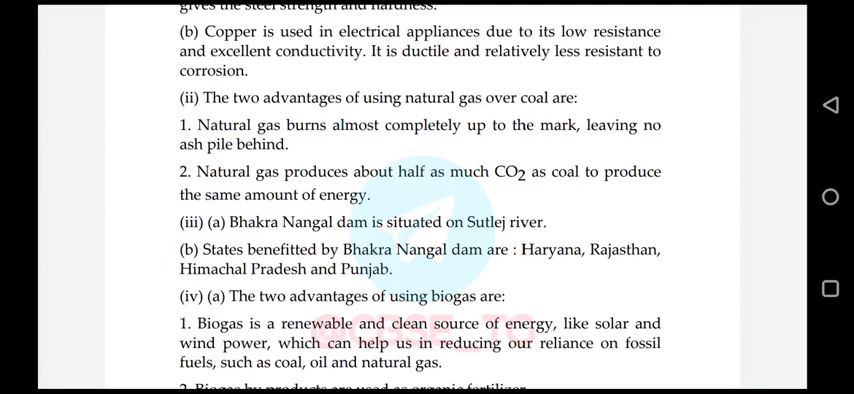 gives the steel strength and hardness.
(b) Copper is used in electrical appliances due to its low resistance
and excellent conductivity. It is ductile and relatively less resistant to
corrosion.
(ii) The two advantages of using natural gas over coal are:
1. Natural gas burns almost completely up to the mark, leaving no
ash pile behind.
2. Natural gas produces about half as much CO2 as coal to produce
the same amount of energy.
(iii) (a) Bhakra Nangal dam is situated on Sutlej river.
(b) States benefitted by Bhakra Nangal dam are : Haryana, Rajasthan,
Himachal Pradesh and Punjab.
(iv) (a) The two advantages of using biogas are:
1. Biogas is a renewable and clean source of energy, like solar and
@CBSE_TO
wind power, which can help us in reducing our reliance on fossil
fuels, such as coal, oil and natural gas.
2. Biogas by products are used as organic fertilizer